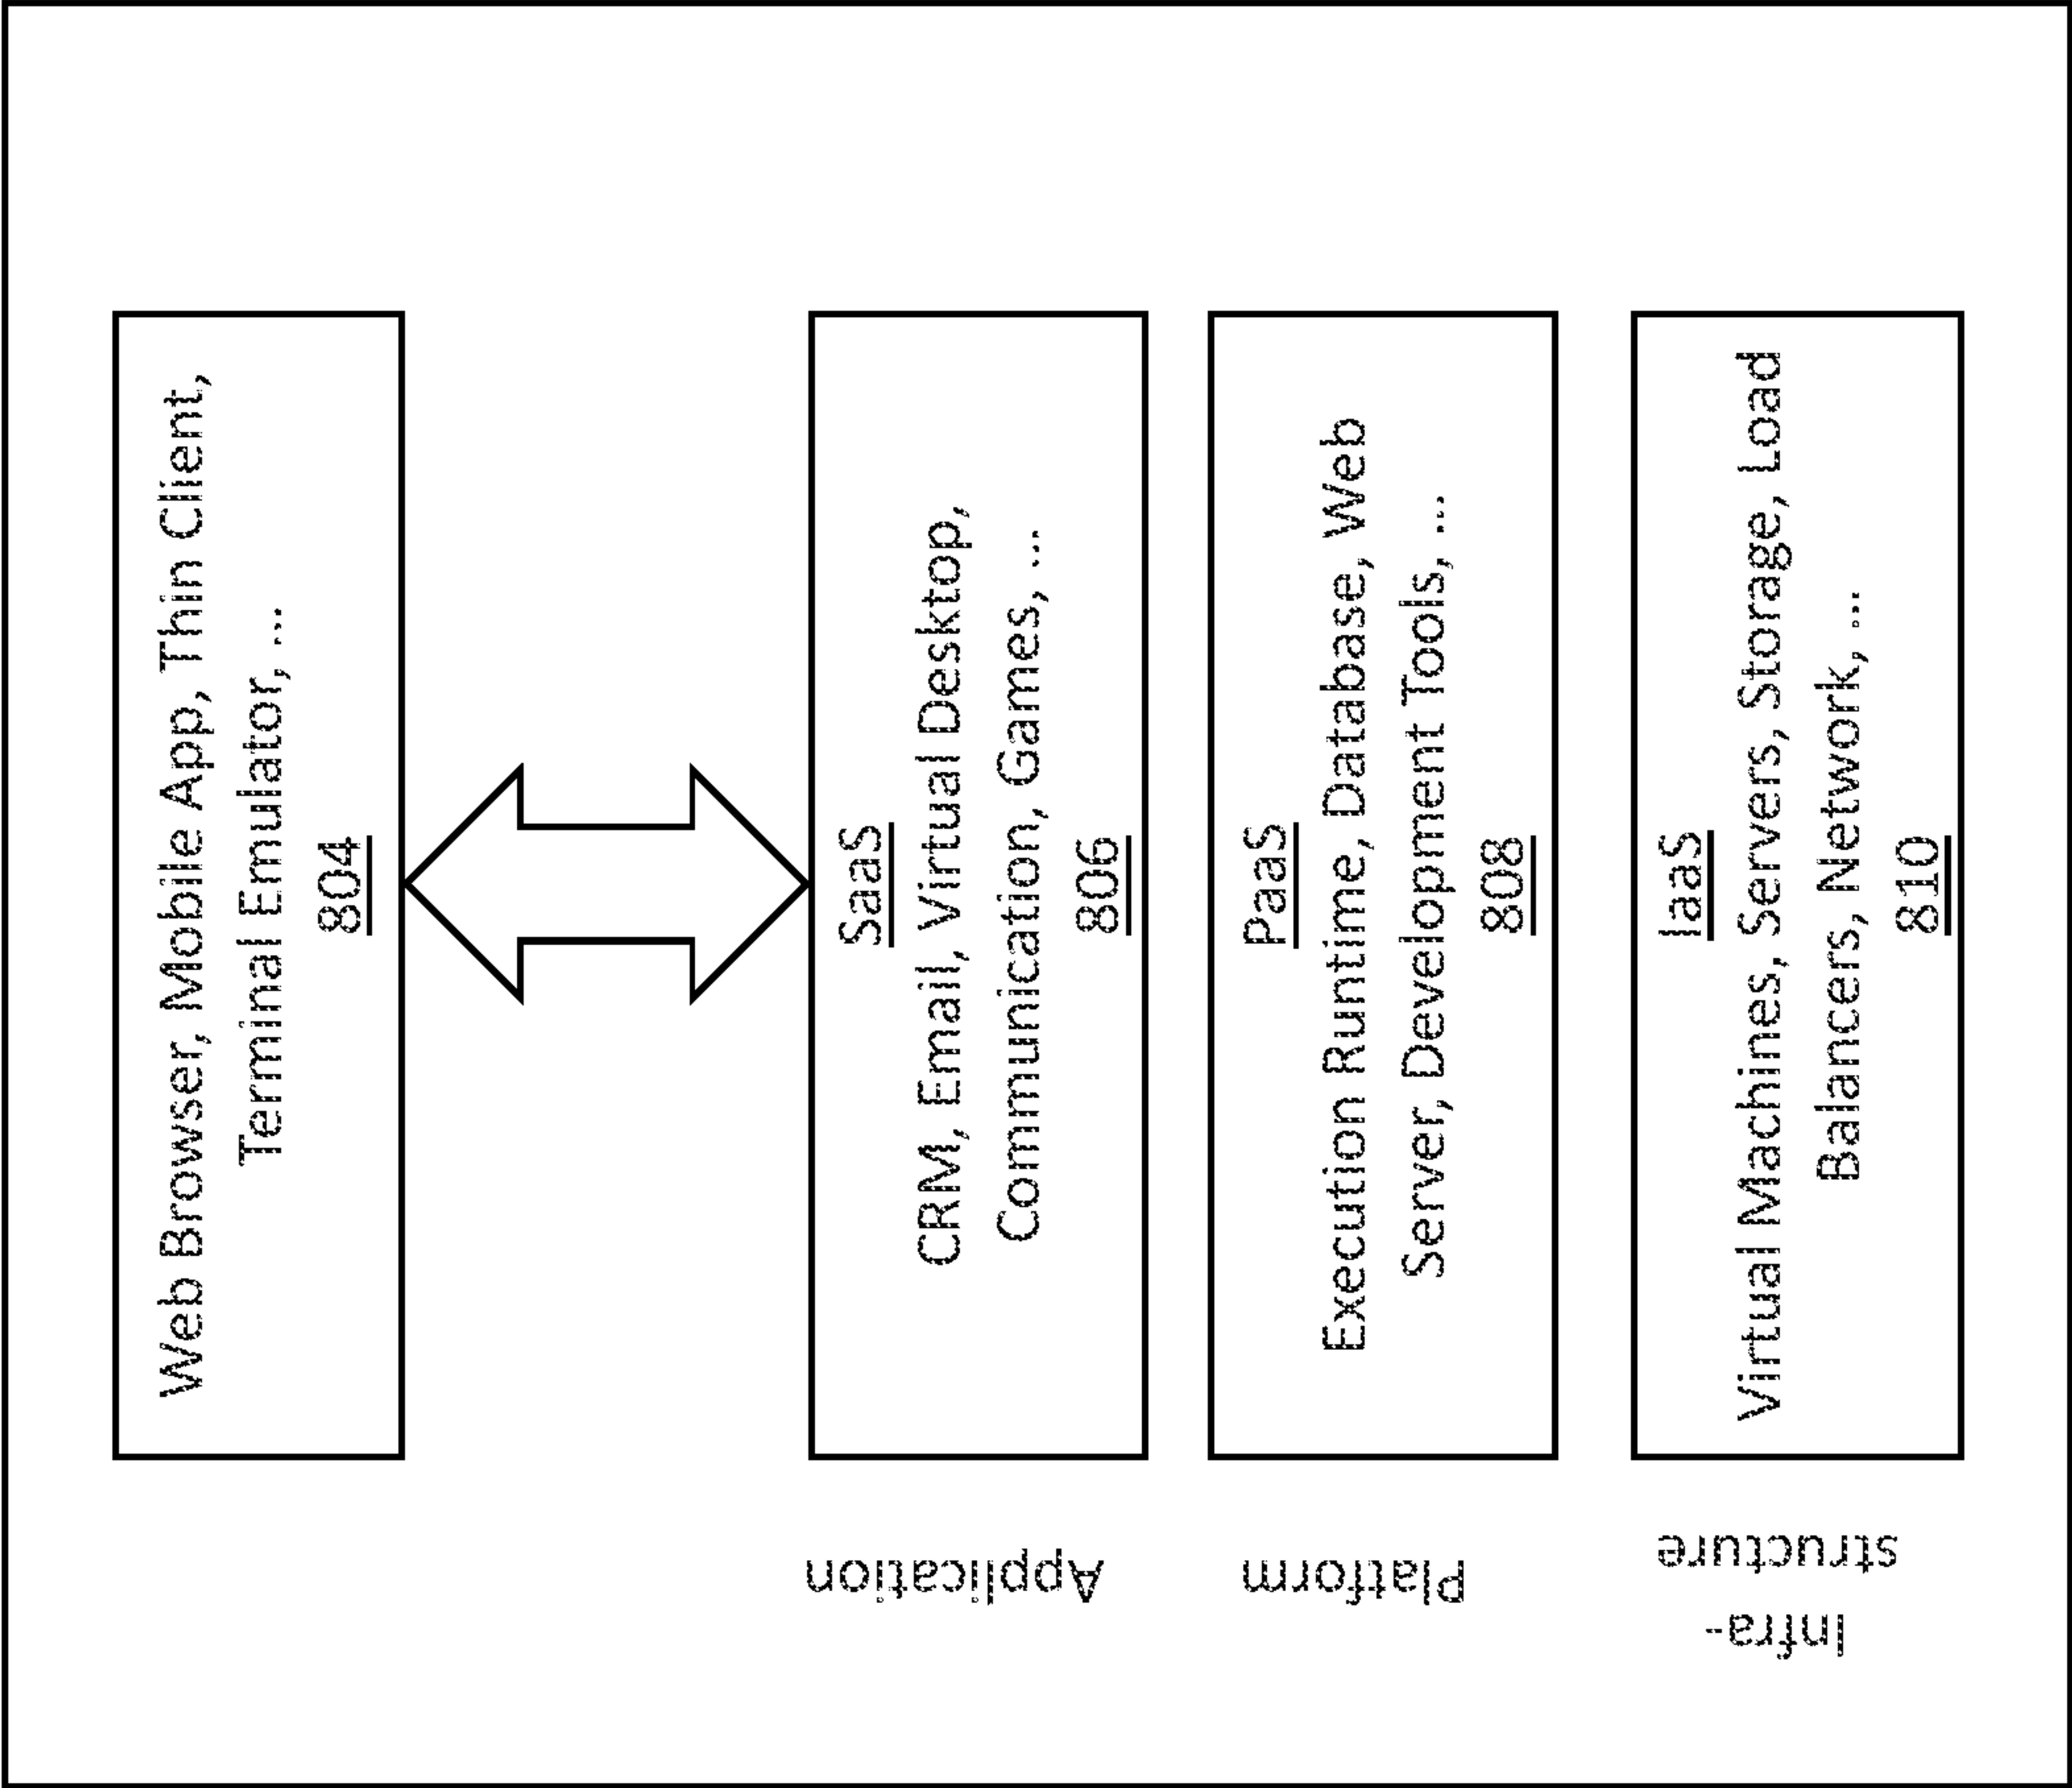 Web Browser, Mobile App, Thin Client,
Terminal Emulator, ...
804
Application
SaaS
CRM, Email, Virtual Desktop,
Communication, Games, ...
806
Platform
PaaS
Execution Runtime, Database, Web
Server, Development Tools, ...
808
Infra-
structure
IaaS
Virtual Machines, Servers, Storage, Load
Balancers, Network, ...
810